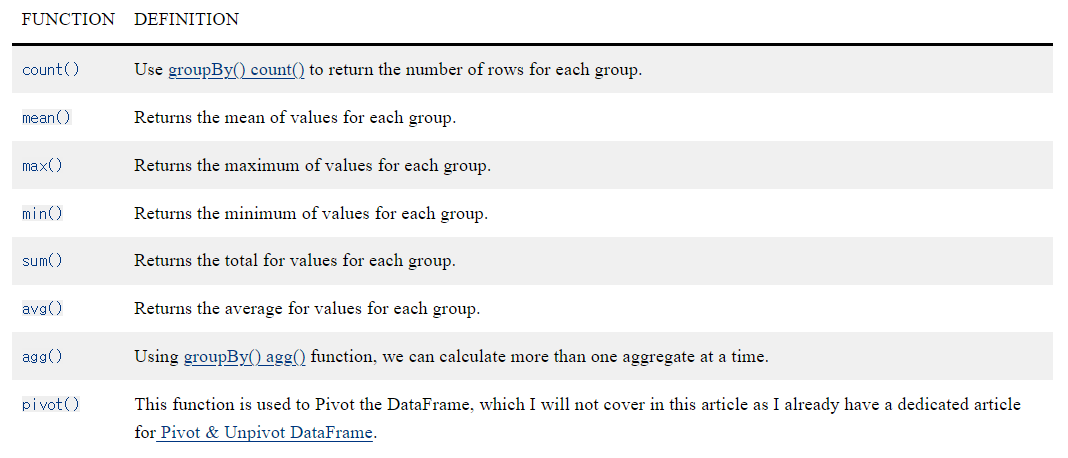 FUNCTION DEFINITION
count() Use groupBy() count() to return the number of rows for each group.
mean() Returns the mean of values for each group.
max() Returns the maximum of values for each group.
min() Returns the minimum of values for each group.
sum() Returns the total for values for each group.
avg() Returns the average for values for each group.
agg() Using groupBy() agg() function, we can calculate more than one aggregate at a time.
pivot() This function is used to Pivot the DataFrame, which I will not cover in this article as I already have a dedicated article
for Pivot & Unpivot DataFrame.